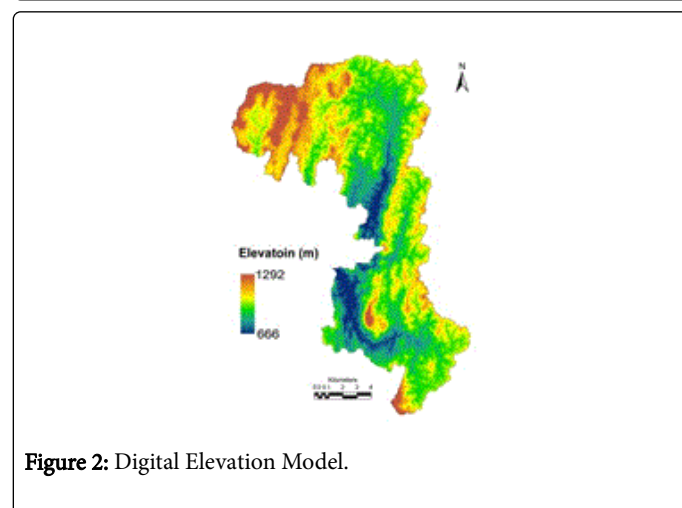 N
Elevatoin (m)
1292
666
Kilometers
Figure 2: Digital Elevation Model.